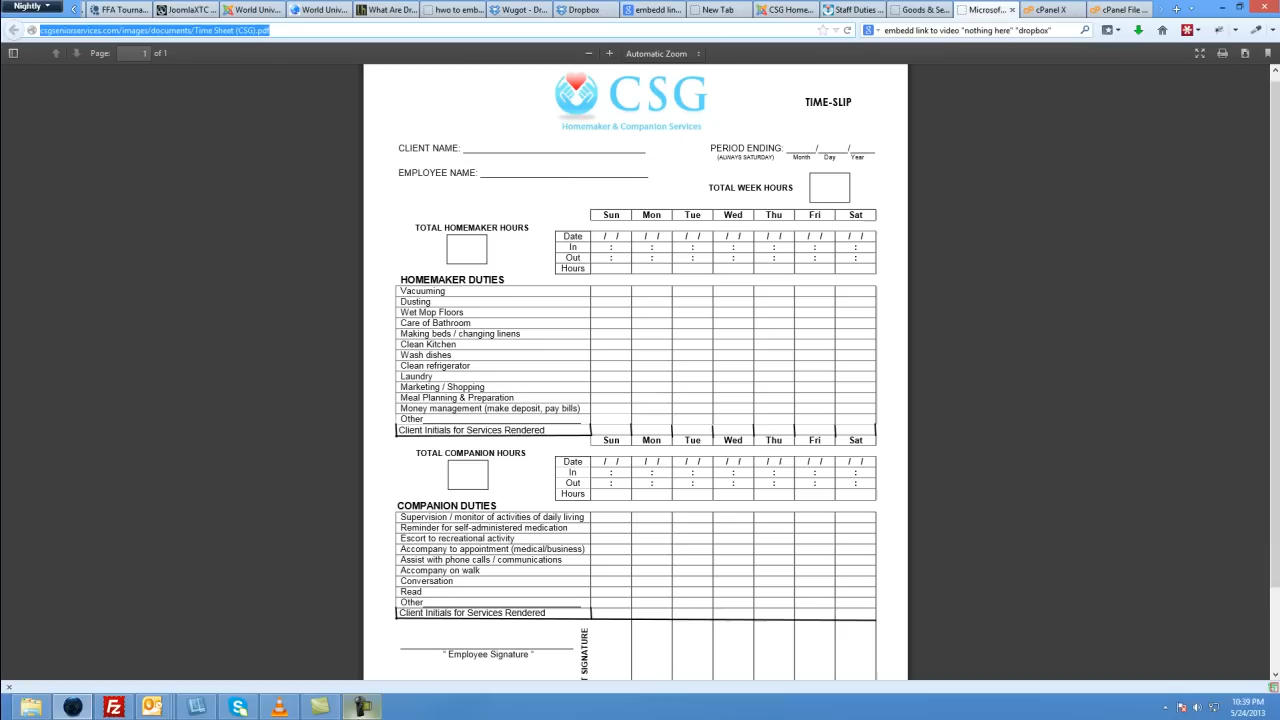 Nightly
FFA Tourna...
JoomlaXTC ...
World Univ...
World Univ...
What Are Dr...
hwo to emb...
Wugot - Dr...
Dropbox
embedd lin...
New Tab
CSG Home...
Staff Duties ...
Goods & Se...
Microsof...
cPanel X
cPanel File ...
csgseniorservices.com/images/documents/Time Sheet (CSG).pdf
embedd link to video "nothing here" "dropbox"
Page: 1 of 1
Automatic Zoom
CSG
Homemaker & Companion Services
TIME-SLIP
CLIENT NAME: ____________________
PERIOD ENDING: ______/______/______
(ALWAYS SATURDAY) Month Day Year
EMPLOYEE NAME: ____________________
TOTAL WEEK HOURS
Sun Mon Tue Wed Thu Fri Sat
TOTAL HOMEMAKER HOURS
Date / / / / / / / / / / / / / /
In : : : : : : :
Out : : : : : : :
Hours
HOMEMAKER DUTIES
Vacuuming
Dusting
Wet Mop Floors
Care of Bathroom
Making beds / changing linens
Clean Kitchen
Wash dishes
Clean refrigerator
Laundry
Marketing / Shopping
Meal Planning & Preparation
Money management (make deposit, pay bills)
Other____________________
Client Initials for Services Rendered
Sun Mon Tue Wed Thu Fri Sat
TOTAL COMPANION HOURS
Date / / / / / / / / / / / / / /
In : : : : : : :
Out : : : : : : :
Hours
COMPANION DUTIES
Supervision / monitor of activities of daily living
Reminder for self-administered medication
Escort to recreational activity
Accompany to appointment (medical/business)
Assist with phone calls / communications
Accompany on walk
Conversation
Read
Other____________________
Client Initials for Services Rendered
____________________
" Employee Signature "
T SIGNATURE
10:39 PM
5/24/2013